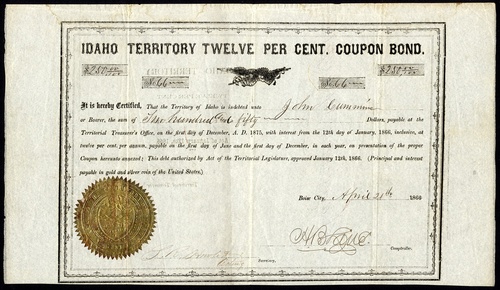 IDAHO TERRITORY TWELVE PER CENT. COUPON BOND.
$250.00
No 66
No 66
$250.00
It is hereby Certified, That the Territory of Idaho is indebted unto John Cummins
or Bearer, the sum of Two Hundred and fifty Dollars, payable at the
Territorial Treasurer's Office, on the first day of December, A. D. 1875, with interest from the 12th day of January, 1866, inclusive, at
twelve per cent. per annum, payable on the first day of June and the first day of December, in each year, on presentation of the proper
Coupon hereunto annexed; This debt authorized by Act of the Territorial Legislature, approved January 12th, 1866. (Principal and interest
payable in gold and silver coin of the United States.)
Boise City, April 1866
Comptroller.
Secretary.